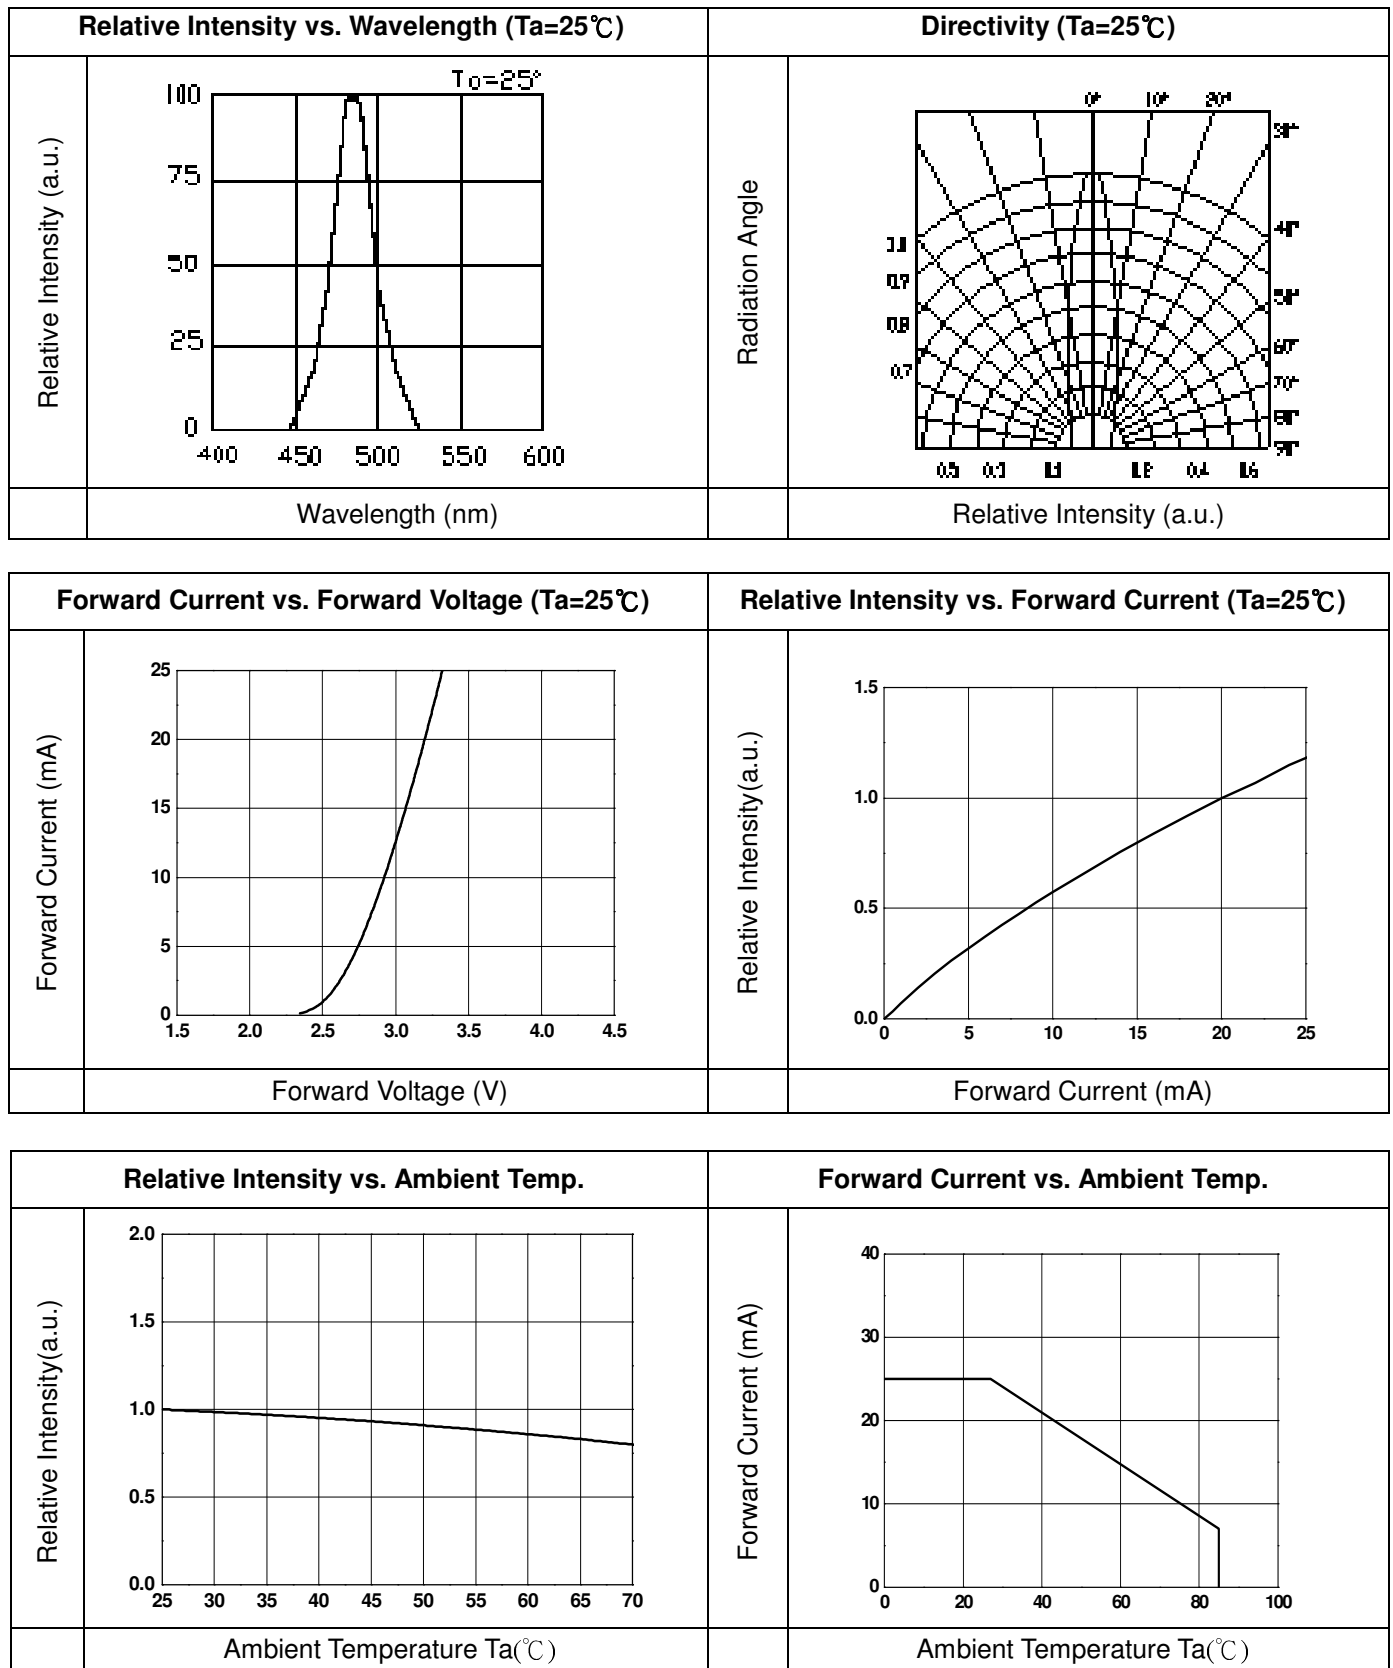 Relative Intensity vs. Wavelength (Ta=25℃)
Directivity (Ta=25℃)
Relative Intensity (a.u.)
100
75
50
25
0
400 450 500 550 600
Wavelength (nm)
Radiation Angle
0° 10° 20°
40°
50°
60°
70°
0.7
0.4
Relative Intensity (a.u.)
Forward Current vs. Forward Voltage (Ta=25℃)
Relative Intensity vs. Forward Current (Ta=25℃)
Forward Current (mA)
25
20
15
10
5
0
1.5 2.0 2.5 3.0 3.5 4.0 4.5
Forward Voltage (V)
Relative Intensity(a.u.)
1.5
1.0
0.5
0.0
0 5 10 15 20 25
Forward Current (mA)
Relative Intensity vs. Ambient Temp.
Forward Current vs. Ambient Temp.
Relative Intensity(a.u.)
2.0
1.5
1.0
0.5
0.0
25 30 35 40 45 50 55 60 65 70
Ambient Temperature Ta(℃)
Forward Current (mA)
40
30
20
10
0
0 20 40 60 80 100
Ambient Temperature Ta(℃)